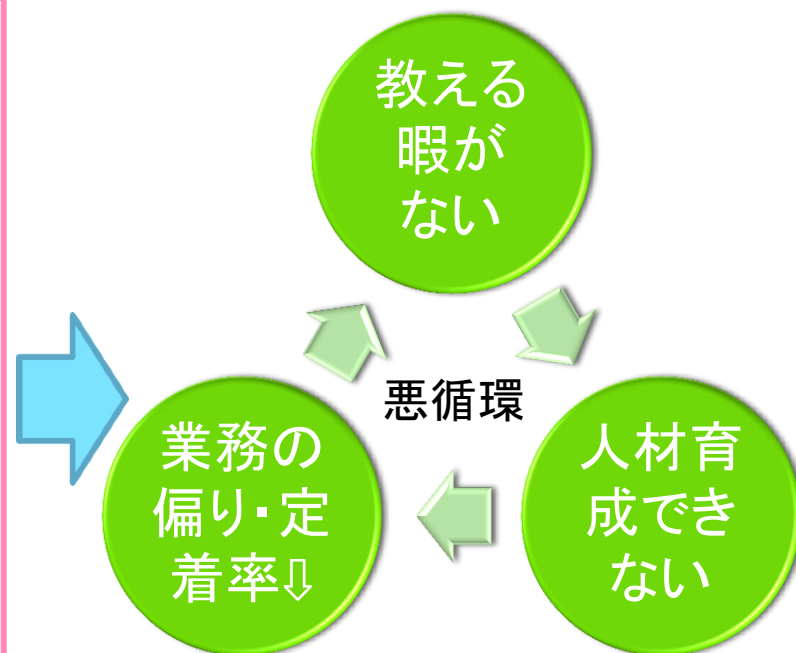 教える
暇が
ない
悪循環
業務の
偏り・定
着率⇩
人材育
成でき
ない